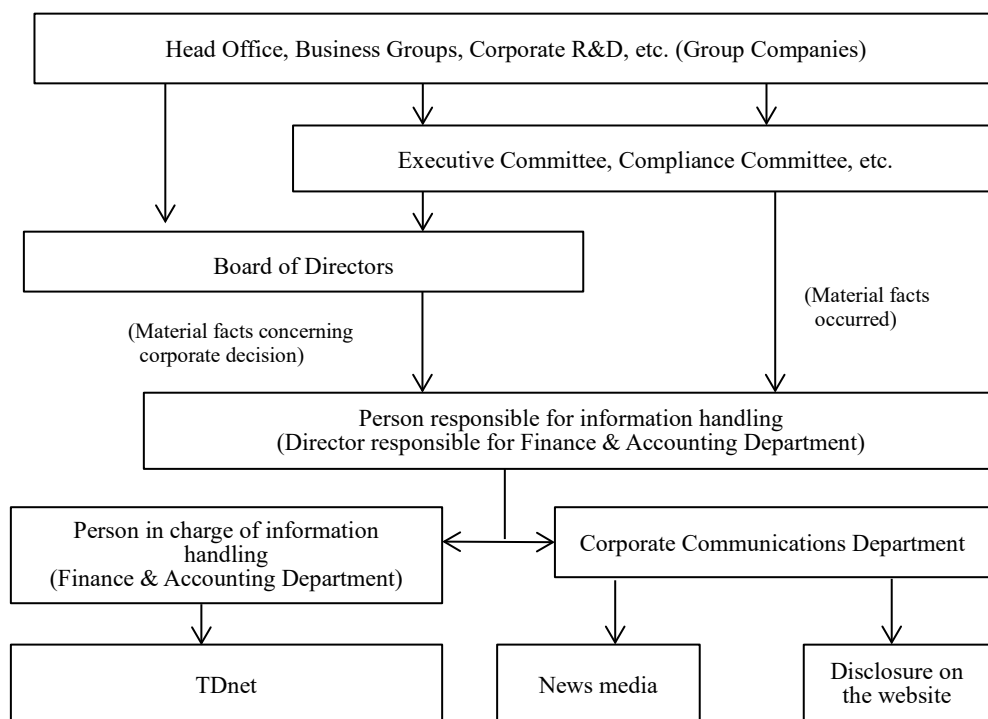 Head Office, Business Groups, Corporate R&D, etc. (Group Companies)
Executive Committee, Compliance Committee, etc.
Board of Directors
(Material facts
occurred)
(Material facts concerning
corporate decision)
Person responsible for information handling
(Director responsible for Finance & Accounting Department)
Person in charge of information
handling
(Finance & Accounting Department)
Corporate Communications Department
TDnet
News media
Disclosure on
the website